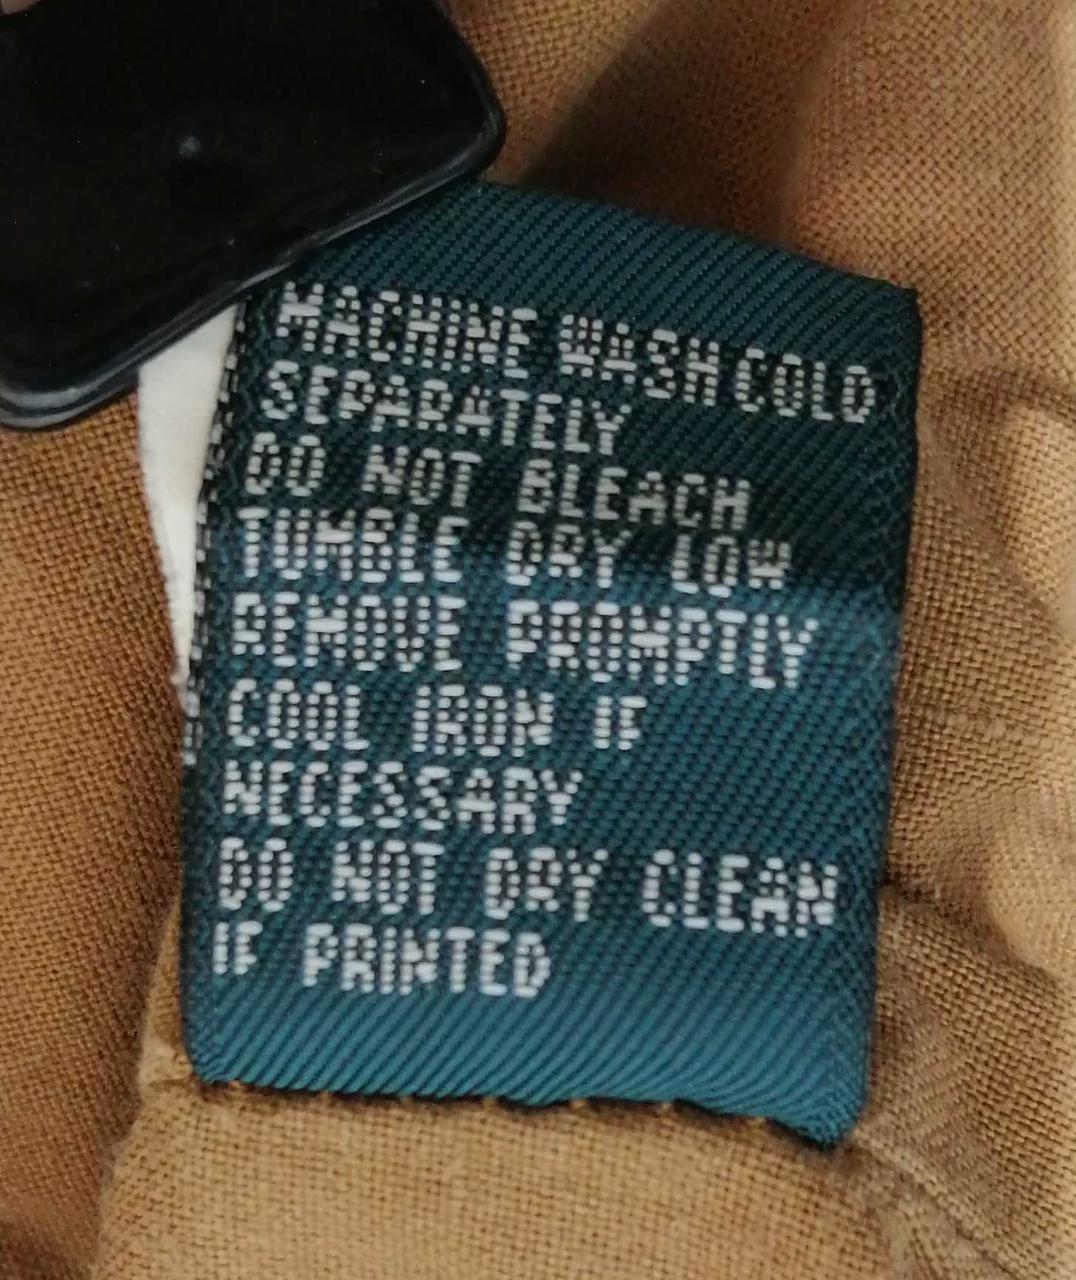 MACHINE WASH COLD
SEPARATELY
DO NOT BLEACH
TUMBLE DRY LOW
REMOVE PROMPTLY
COOL IRON IF
NECESSARY
DO NOT DRY CLEAN
IF PRINTED